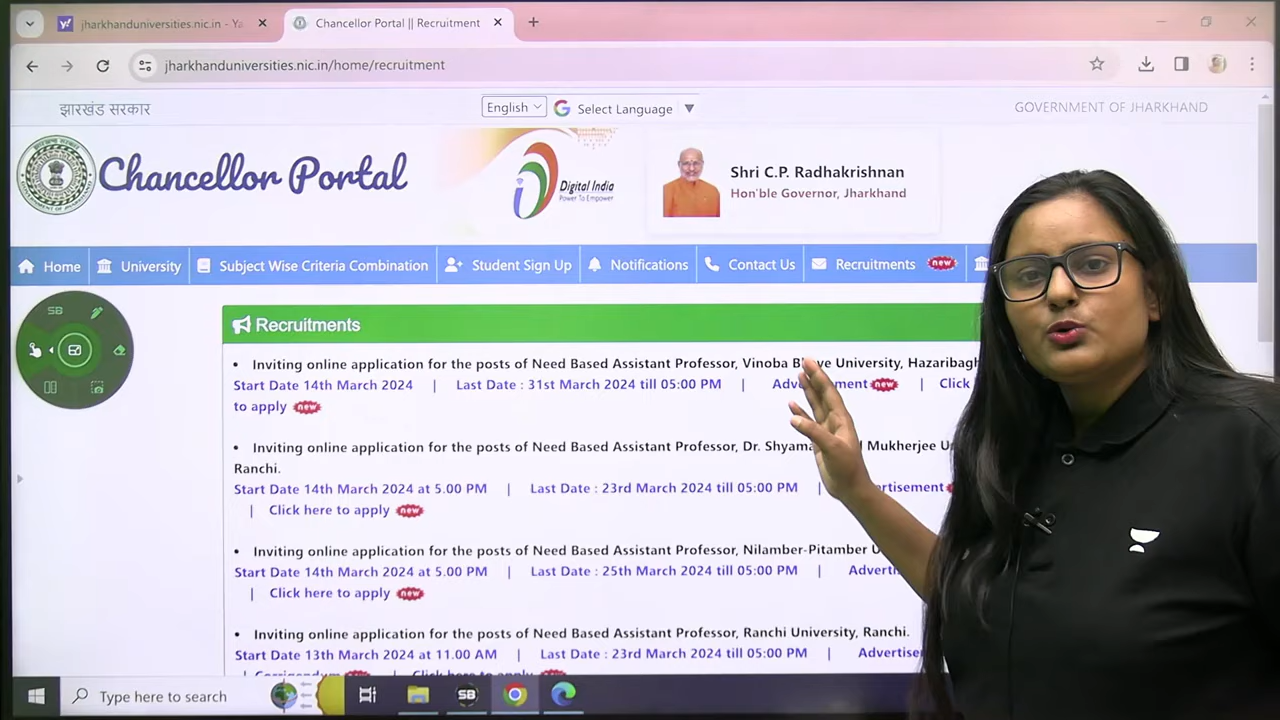 jharkhanduniversities.nic.in - Ya
Chancellor Portal || Recruitment
jharkhanduniversities.nic.in/home/recruitment
झारखंड सरकार
English
Select Language
GOVERNMENT OF JHARKHAND
Chancellor Portal
Digital India
Power To Empower
Shri C.P. Radhakrishnan
Hon'ble Governor, Jharkhand
Home
University
Subject Wise Criteria Combination
Student Sign Up
Notifications
Contact Us
Recruitments new
SB
Recruitments
Inviting online application for the posts of Need Based Assistant Professor, Vinoba University, Hazaribagh
Start Date 14th March 2024 | Last Date : 31st March 2024 till 05:00 PM | new | Click
to apply new
Inviting online application for the posts of Need Based Assistant Professor, Dr. Mukherjee
Ranchi.
Start Date 14th March 2024 at 5.00 PM | Last Date : 23rd March 2024 till 05:00 PM |
| Click here to apply new
Inviting online application for the posts of Need Based Assistant Professor, Nilamber-Pitamber
Start Date 14th March 2024 at 5.00 PM | Last Date : 25th March 2024 till 05:00 PM |
| Click here to apply new
Inviting online application for the posts of Need Based Assistant Professor, Ranchi University, Ranchi.
Start Date 13th March 2024 at 11.00 AM | Last Date : 23rd March 2024 till 05:00 PM |
Type here to search
SB